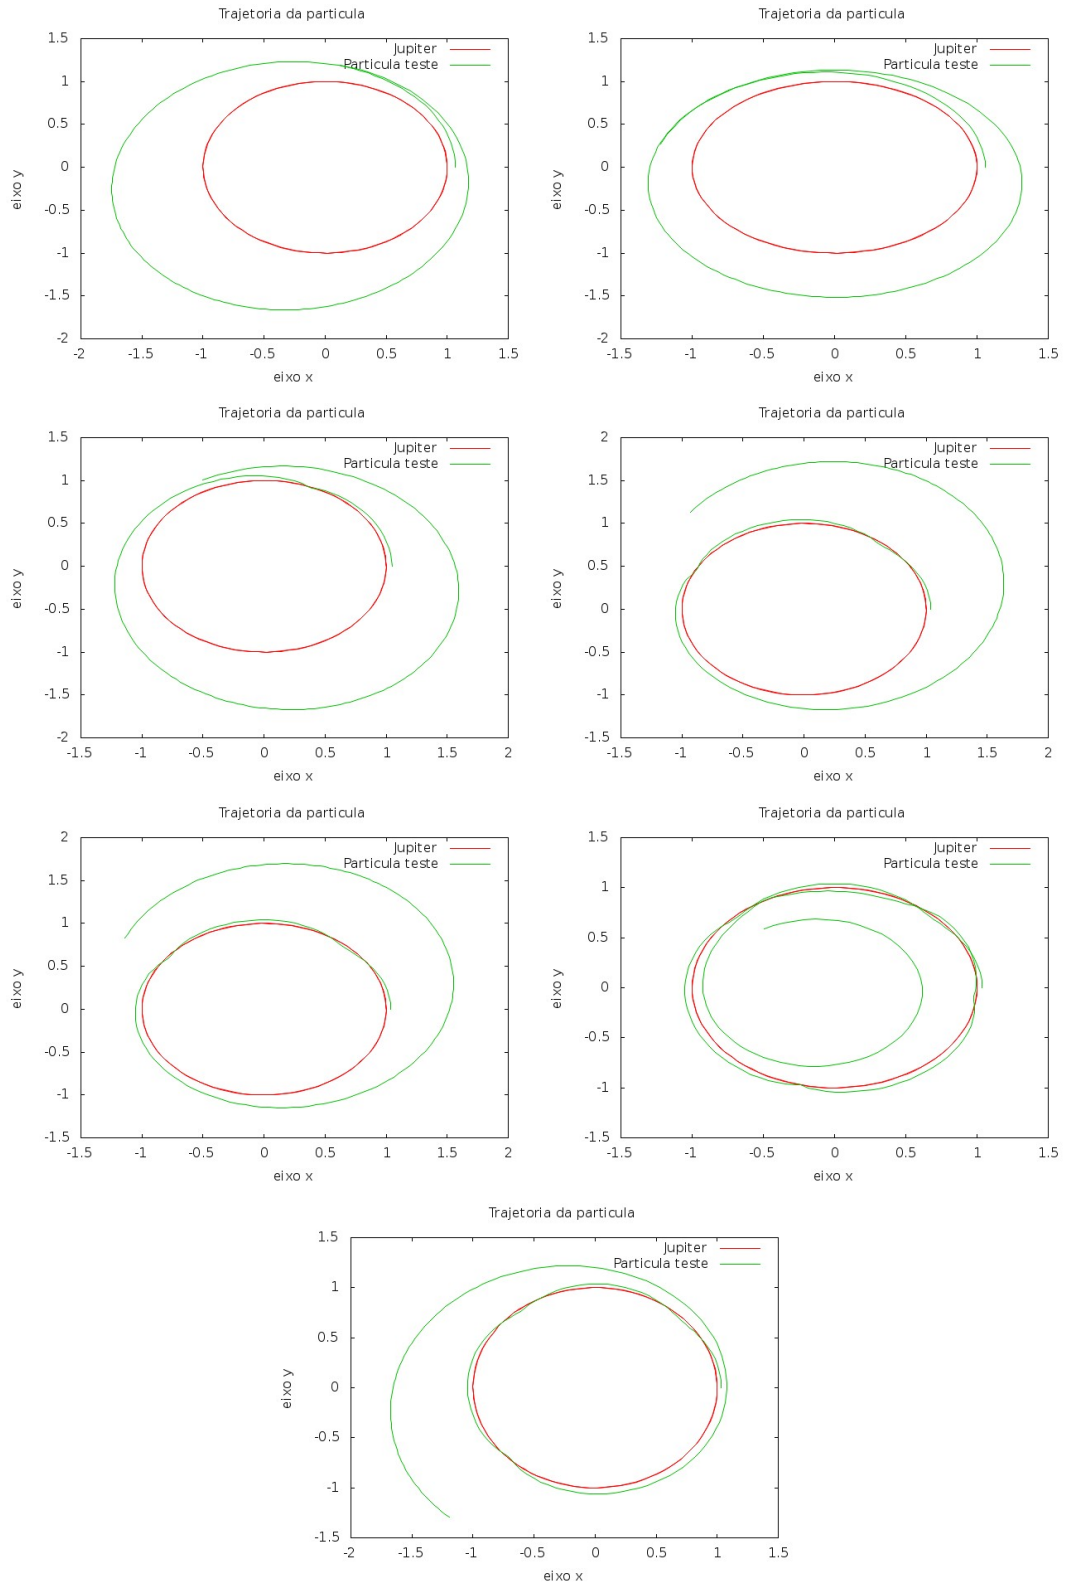 Trajetoria da particula
Jupiter
Particula teste
1.5
1
0.5
0
-0.5
-1
-1.5
-2
eixo y
-2 -1.5 -1 -0.5 0 0.5 1 1.5
eixo x
Trajetoria da particula
Jupiter
Particula teste
1.5
1
0.5
0
-0.5
-1
-1.5
-2
eixo y
-1.5 -1 -0.5 0 0.5 1 1.5
eixo x
Trajetoria da particula
Jupiter
Particula teste
1.5
1
0.5
0
-0.5
-1
-1.5
-2
eixo y
-1.5 -1 -0.5 0 0.5 1 1.5 2
eixo x
Trajetoria da particula
Jupiter
Particula teste
2
1.5
1
0.5
0
-0.5
-1
-1.5
eixo y
-1.5 -1 -0.5 0 0.5 1 1.5 2
eixo x
Trajetoria da particula
Jupiter
Particula teste
2
1.5
1
0.5
0
-0.5
-1
-1.5
eixo y
-1.5 -1 -0.5 0 0.5 1 1.5 2
eixo x
Trajetoria da particula
Jupiter
Particula teste
1.5
1
0.5
0
-0.5
-1
-1.5
eixo y
-1.5 -1 -0.5 0 0.5 1 1.5
eixo x
Trajetoria da particula
Jupiter
Particula teste
1.5
1
0.5
0
-0.5
-1
-1.5
eixo y
-2 -1.5 -1 -0.5 0 0.5 1 1.5
eixo x